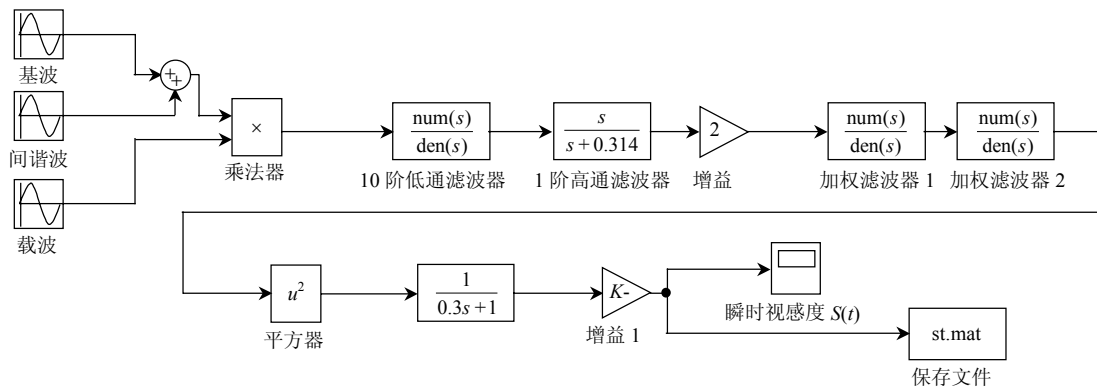 基波
+
+
间谐波
载波
×
乘法器
num(s)
den(s)
10 阶低通滤波器
s
s+0.314
1 阶高通滤波器
2
增益
num(s)
den(s)
加权滤波器 1
num(s)
den(s)
加权滤波器 2
u²
平方器
1
0.3s+1
K-
增益 1
瞬时视感度 S(t)
st.mat
保存文件